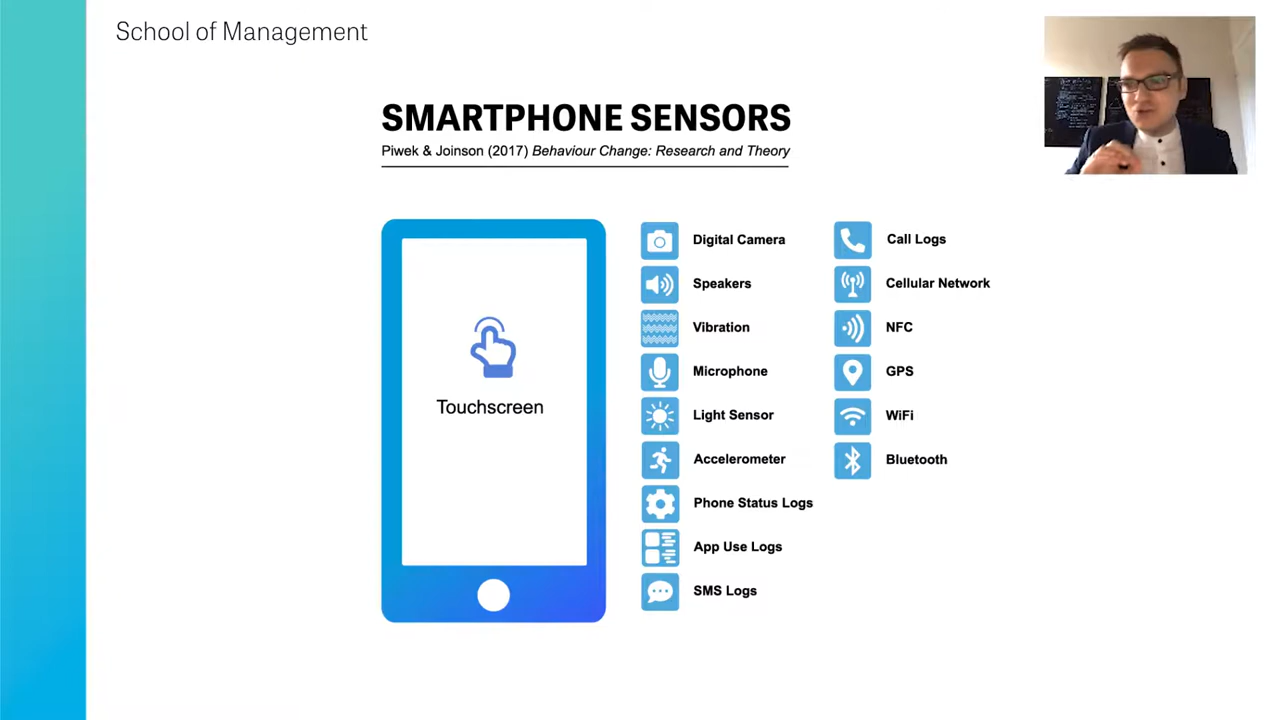 School of Management
SMARTPHONE SENSORS
Piwek & Joinson (2017) Behaviour Change: Research and Theory
Touchscreen
Digital Camera
Speakers
Vibration
Microphone
Light Sensor
Accelerometer
Phone Status Logs
App Use Logs
SMS Logs
Call Logs
Cellular Network
NFC
GPS
WiFi
Bluetooth